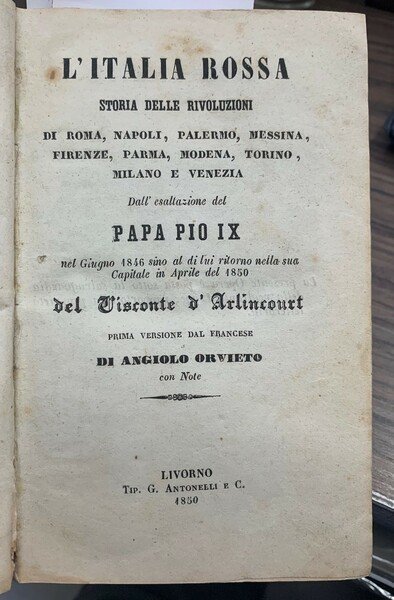 L'ITALIA ROSSA
STORIA DELLE RIVOLUZIONI
DI ROMA, NAPOLI, PALERMO, MESSINA,
FIRENZE, PARMA, MODENA, TORINO,
MILANO E VENEZIA
Dall' esaltazione del
PAPA PIO IX
nel Giugno 1846 sino al di lui ritorno nella sua
Capitale in Aprile del 1850
del Visconte d'Arlincourt
PRIMA VERSIONE DAL FRANCESE
DI ANGIOLO ORVIETO
con Note
LIVORNO
TIP. G. ANTONELLI E C.
1850